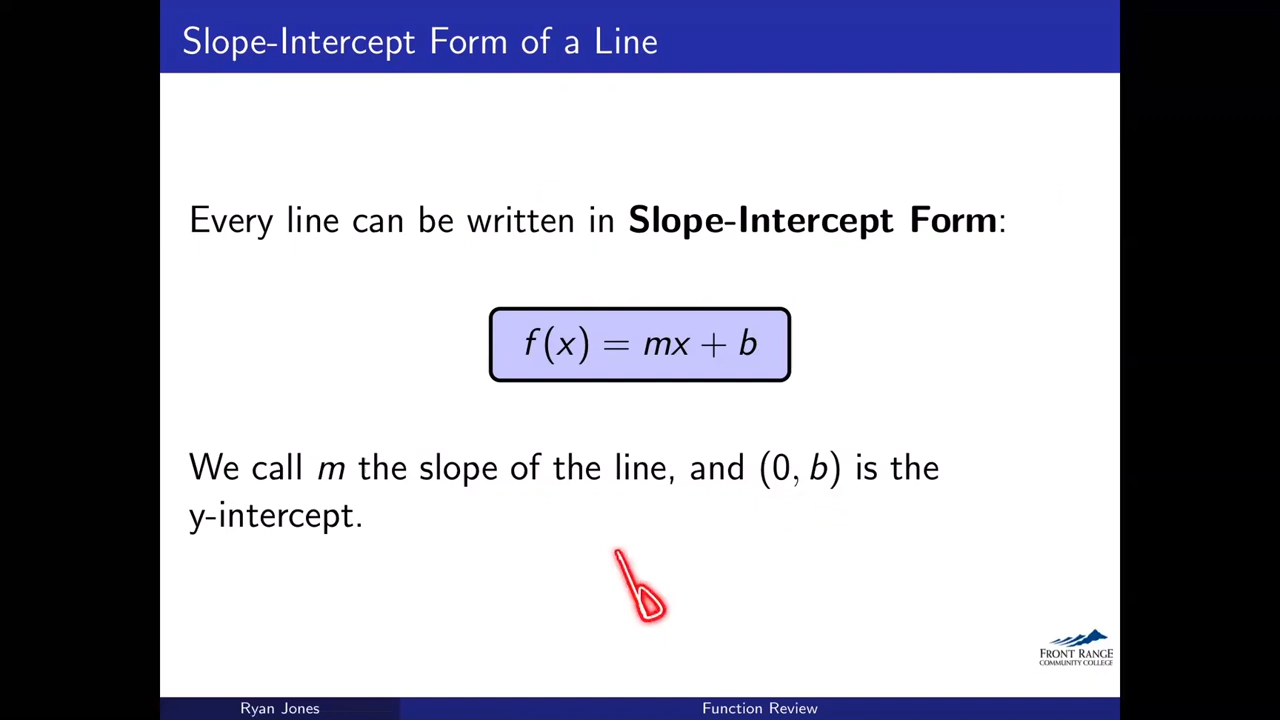 Slope-Intercept Form of a Line
Every line can be written in Slope-Intercept Form:
f(x) = mx + b
We call m the slope of the line, and (0, b) is the
y-intercept.
b
FRONT RANGE
COMMUNITY COLLEGE
Ryan Jones
Function Review